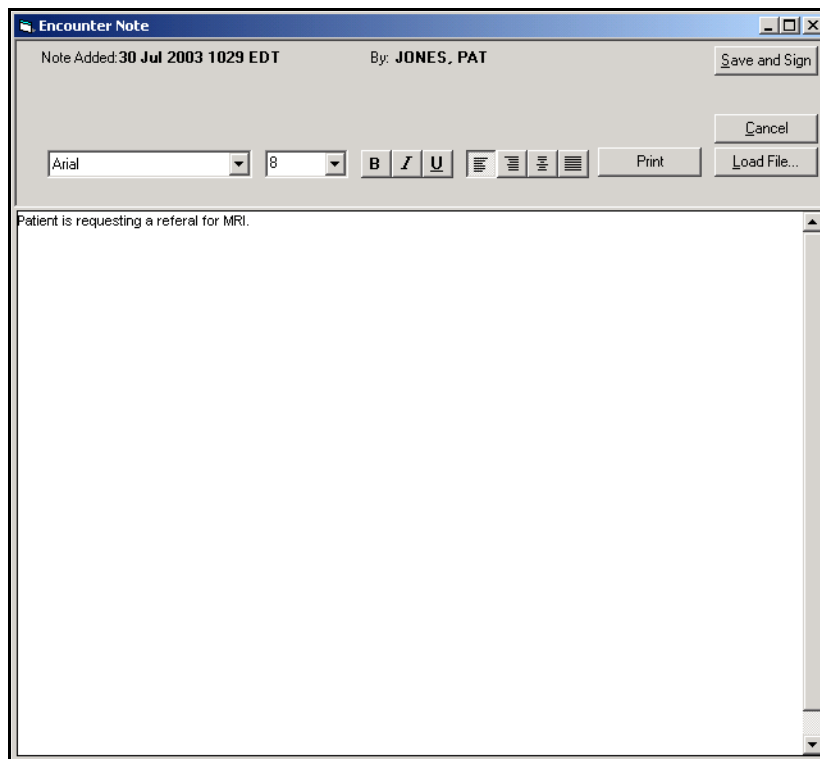 Encounter Note
Note Added:30 Jul 2003 1029 EDT By: JONES, PAT Save and Sign
Cancel
Arial 8 B I U Print Load File...
Patient is requesting a referal for MRI.